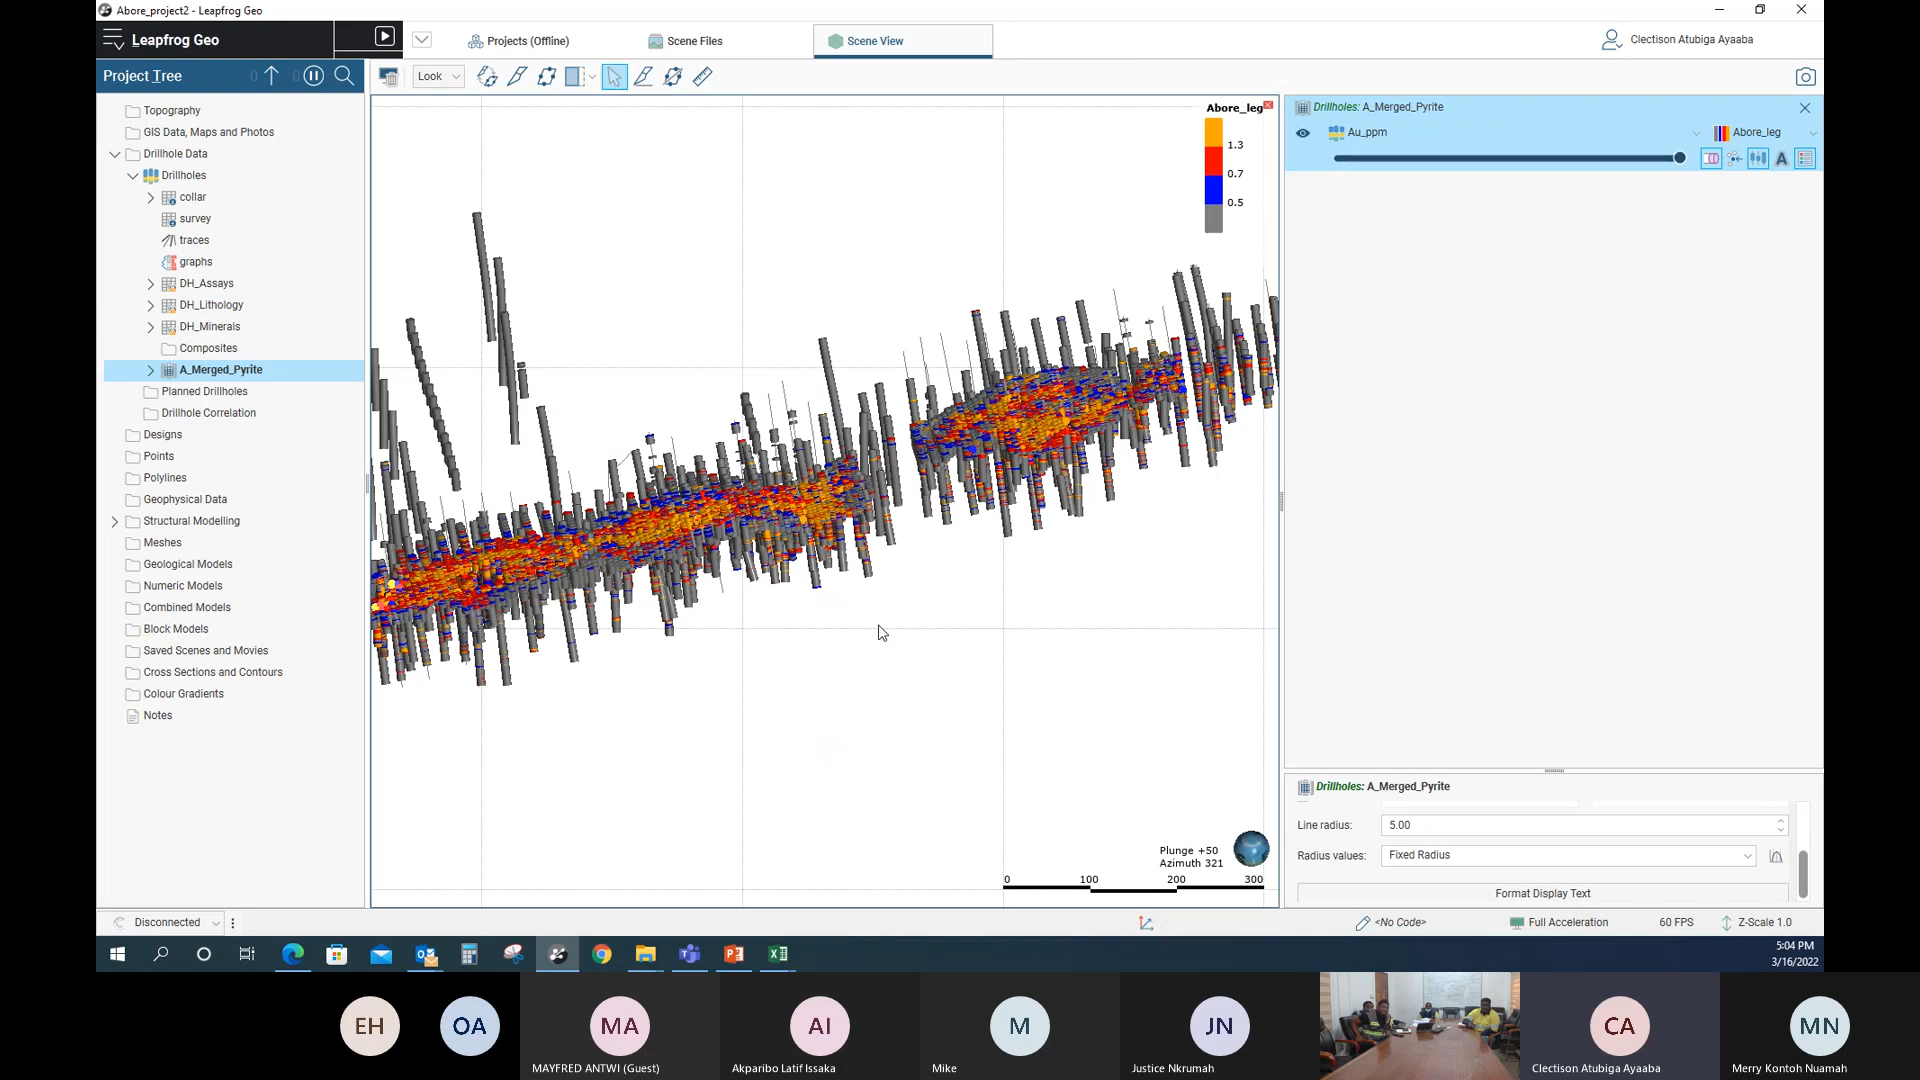 Abore_project2 - Leapfrog Geo
Leapfrog Geo
Projects (Offline)
Scene Files
Scene View
Clectison Atubiga Ayaaba
Project Tree
0
0
Look
Topography
GIS Data, Maps and Photos
Drillhole Data
Drillholes
collar
survey
traces
graphs
DH_Assays
DH_Lithology
DH_Minerals
Composites
A_Merged_Pyrite
Planned Drillholes
Drillhole Correlation
Designs
Points
Polylines
Geophysical Data
Structural Modelling
Meshes
Geological Models
Numeric Models
Combined Models
Block Models
Saved Scenes and Movies
Cross Sections and Contours
Colour Gradients
Notes
Abore_leg
1.3
0.7
0.5
Plunge +50
Azimuth 321
0 100 200 300
Drillholes: A_Merged_Pyrite
Au_ppm
Abore_leg
A
Drillholes: A_Merged_Pyrite
Line radius: 5.00
Radius values: Fixed Radius
Format Display Text
Disconnected
<No Code>
Full Acceleration
60 FPS
Z-Scale 1.0
5:04 PM
3/16/2022
EH
OA
MA
MAYFRED ANTWI (Guest)
AI
Akparibo Latif Issaka
M
Mike
JN
Justice Nkrumah
CA
Clectison Atubiga Ayaaba
MN
Merry Kontoh Nuamah